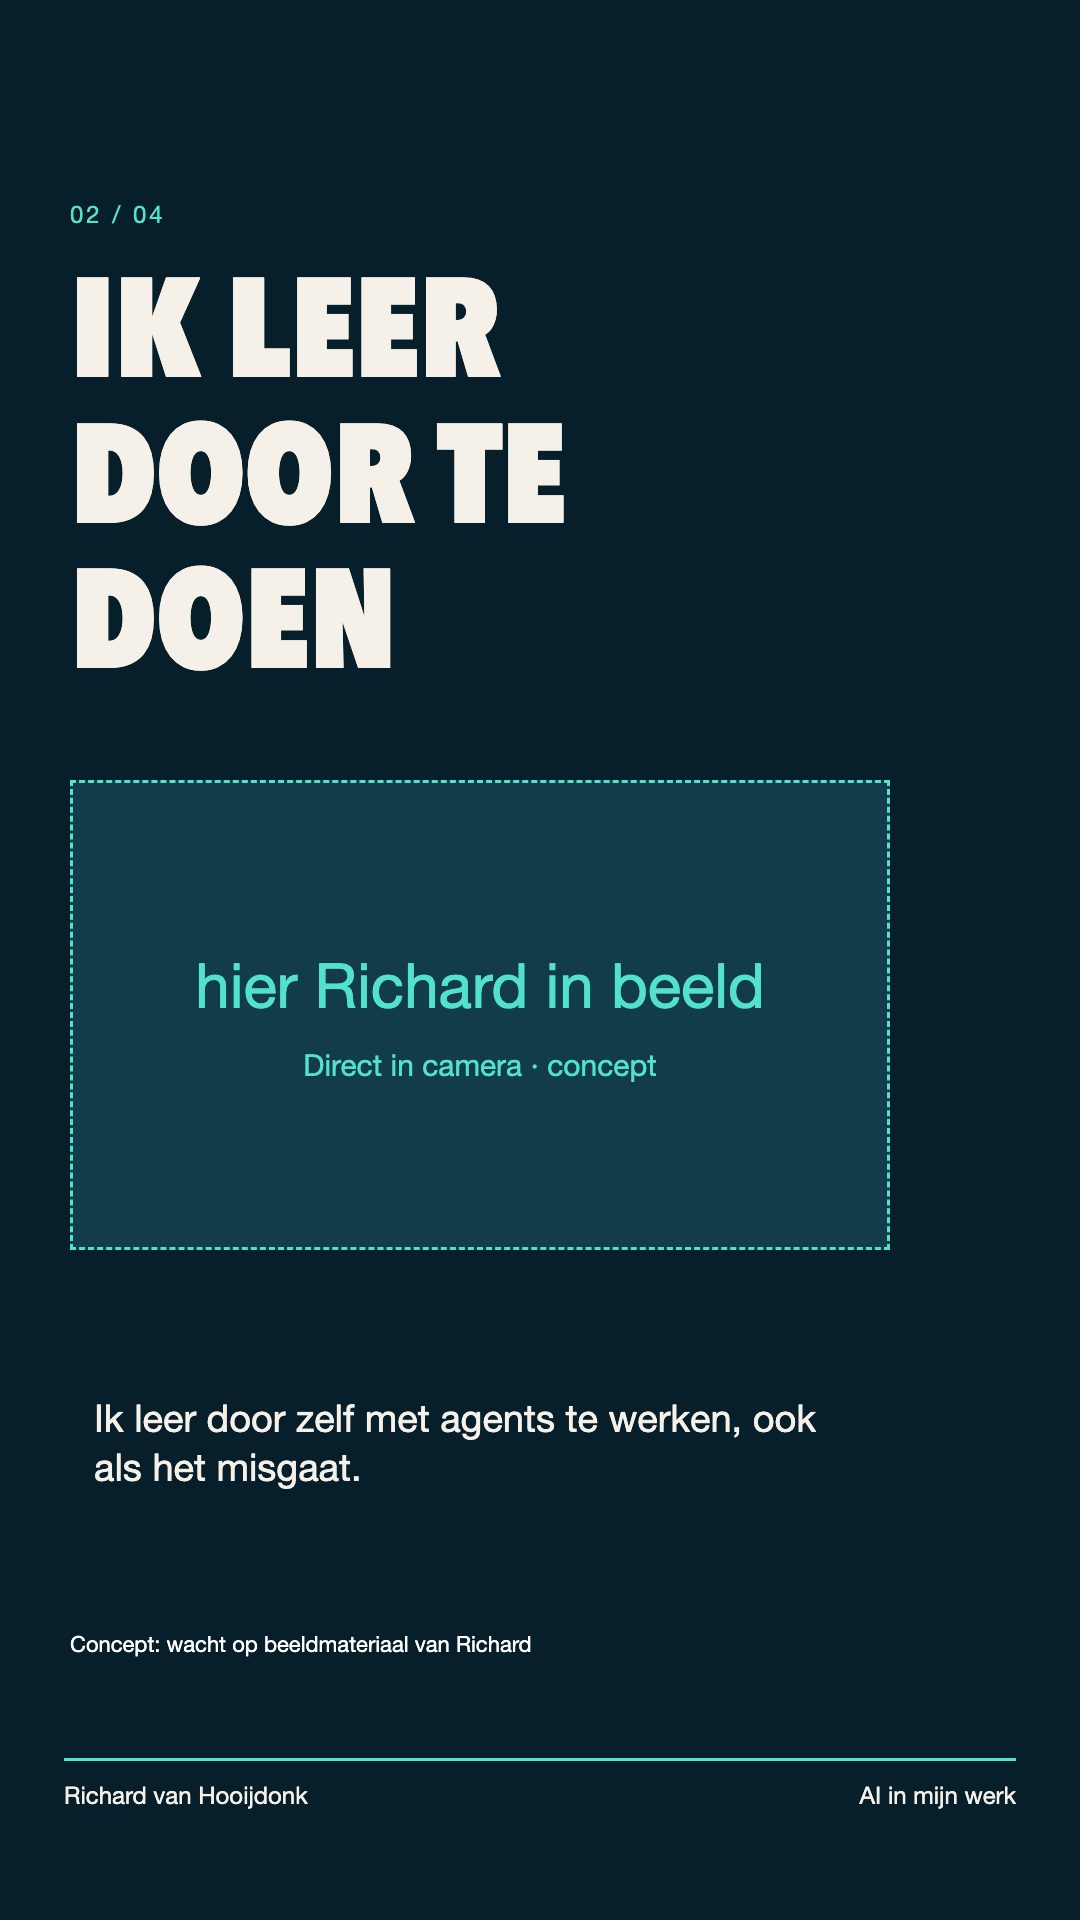 02 / 04
IK LEER
DOOR TE
DOEN
hier Richard in beeld
Direct in camera · concept
Ik leer door zelf met agents te werken, ook
als het misgaat.
Concept: wacht op beeldmateriaal van Richard
Richard van Hooijdonk
AI in mijn werk